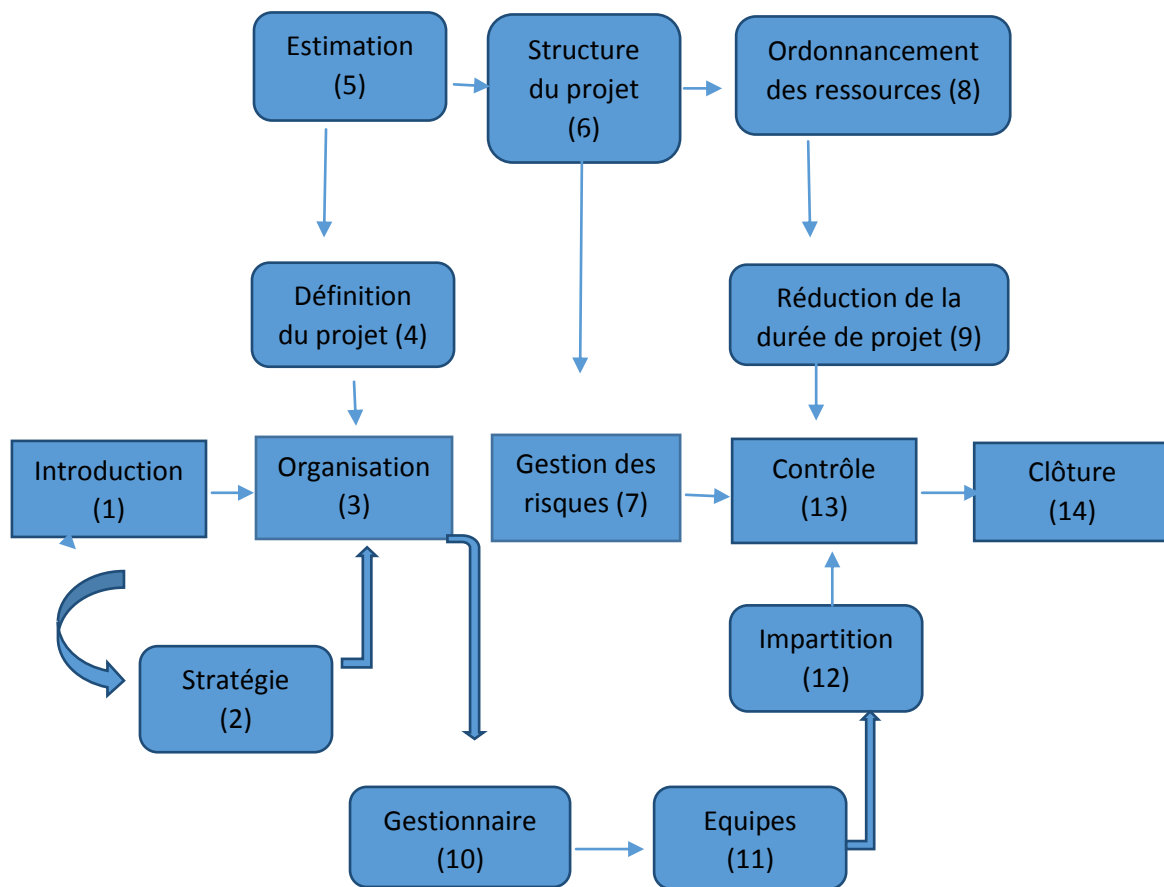 Estimation
(5)
Structure
du projet
(6)
Ordonnancement
des ressources (8)
Définition
du projet (4)
Réduction de la
durée de projet (9)
Introduction
(1)
Organisation
(3)
Gestion des
risques (7)
Contrôle
(13)
Clôture
(14)
Stratégie
(2)
Impartition
(12)
Gestionnaire
(10)
Equipes
(11)